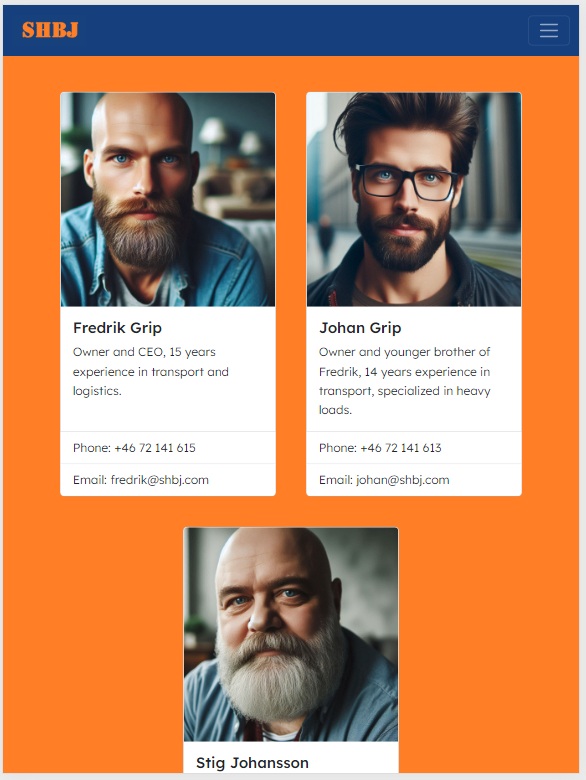 SHBJ
Fredrik Grip
Owner and CEO, 15 years
experience in transport and
logistics.
Phone: +46 72 141 615
Email: fredrik@shbj.com
Johan Grip
Owner and younger brother of
Fredrik, 14 years experience in
transport, specialized in heavy
loads.
Phone: +46 72 141 613
Email: johan@shbj.com
Stig Johansson